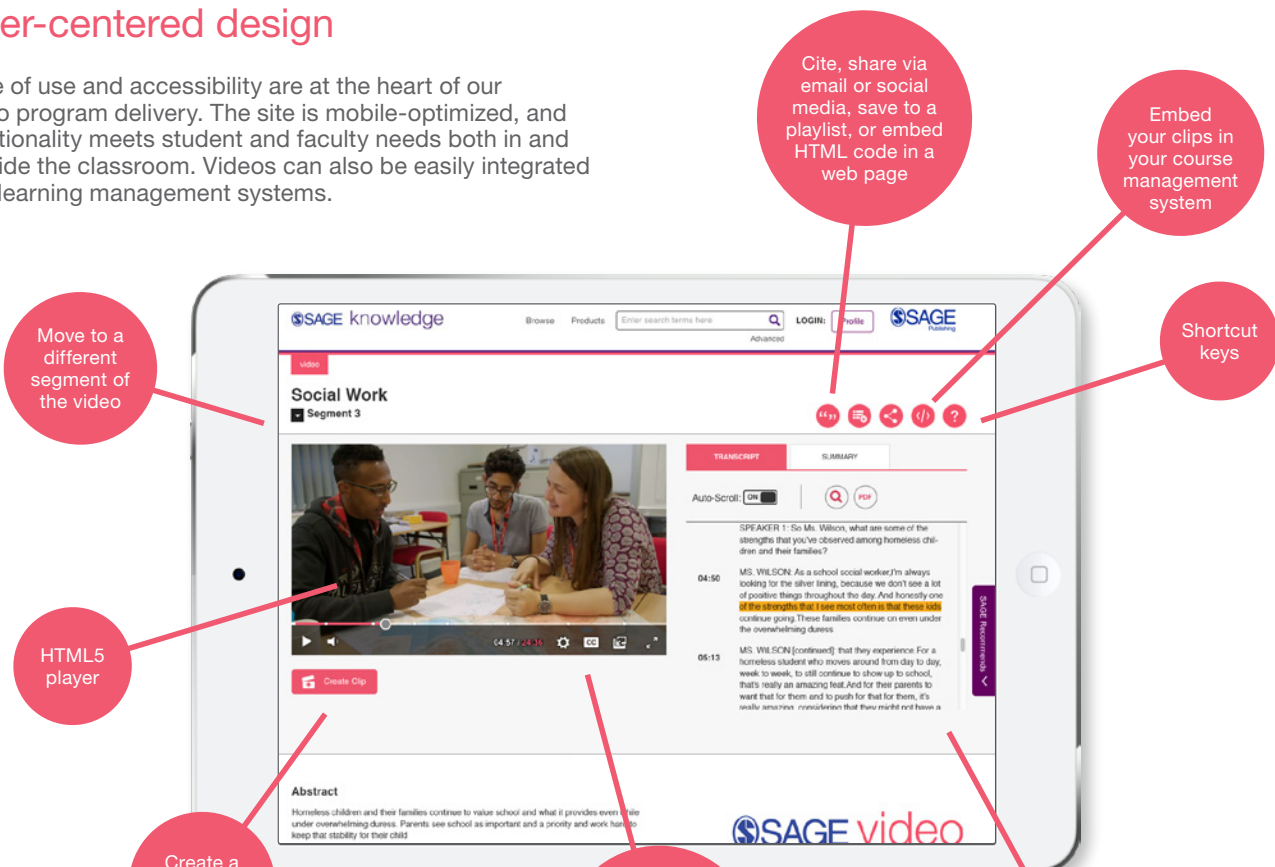 er-centered design
e of use and accessibility are at the heart of our
o program delivery. The site is mobile-optimized, and
tionality meets student and faculty needs both in and
ide the classroom. Videos can also be easily integrated
learning management systems.
Cite, share via
email or social
media, save to a
playlist, or embed
HTML code in a
web page
Embed
your clips in
your course
management
system
Shortcut
keys
Move to a
different
segment of
the video
HTML5
player
Create a
SAGE knowledge
Browse Products Enter search terms here LOGIN: Profile SAGE
Publishing
Advanced
video
Social Work
Segment 3
“,, </> ?
TRANSCRIPT SUMMARY
Auto-Scroll: ON PDF
SPEAKER 1: So Ms. Wilson, what are some of the
strengths that you've observed among homeless chil-
dren and their families?
04:50 MS. WILSON: As a school social worker,I'm always
looking for the silver lining, because we don't see a lot
of positive things throughout the day. And honestly one
of the strengths that I see most often is that these kids
continue going.These families continue on even under
the overwhelming duress
05:13 MS. WILSON [continued]: that they experience.For a
homeless student who moves around from day to day,
week to week, to still continue to show up to school,
that's really an amazing feat.And for their parents to
want that for them and to push for that for them, it's
really amazing, considering that they might not have a
SAGE Recommends
04:57 / 24:35 CC
Create Clip
Abstract
Homeless children and their families continue to value school and what it provides even while
under overwhelming duress. Parents see school as important and a priority and work hard to
keep that stability for their child
SAGE video